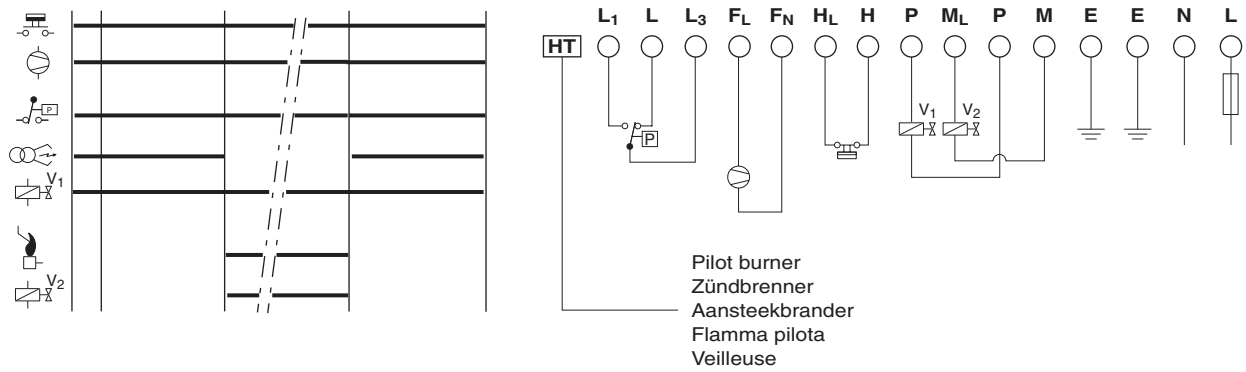 P
V1
V2
L1 L L3 FL FN HL H P ML P M E E N L
HT
P
V1 V2
Pilot burner
Zündbrenner
Aansteekbrander
Flamma pilota
Veilleuse